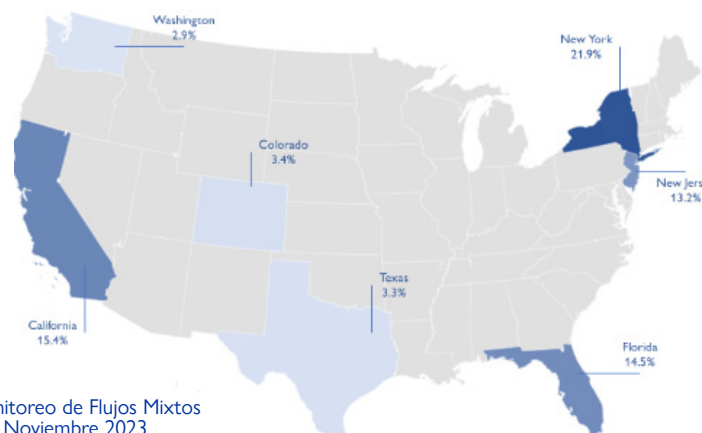 Washington
2.9%
New York
21.9%
Colorado
3.4%
New Jers
13.2%
Texas
3.3%
California
15.4%
Florida
14.5%
nitoreo de Flujos Mixtos
Noviembre 2023